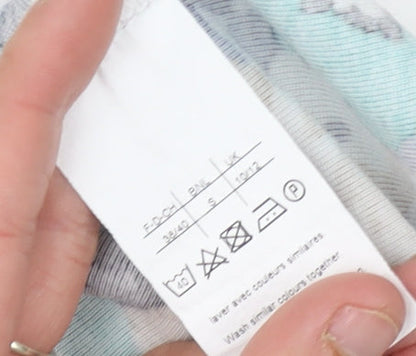 F-D-CH | B/NL | UK
38/40 | S | 10/12
40 P
laver avec couleurs similaires.
Wash similar colours together